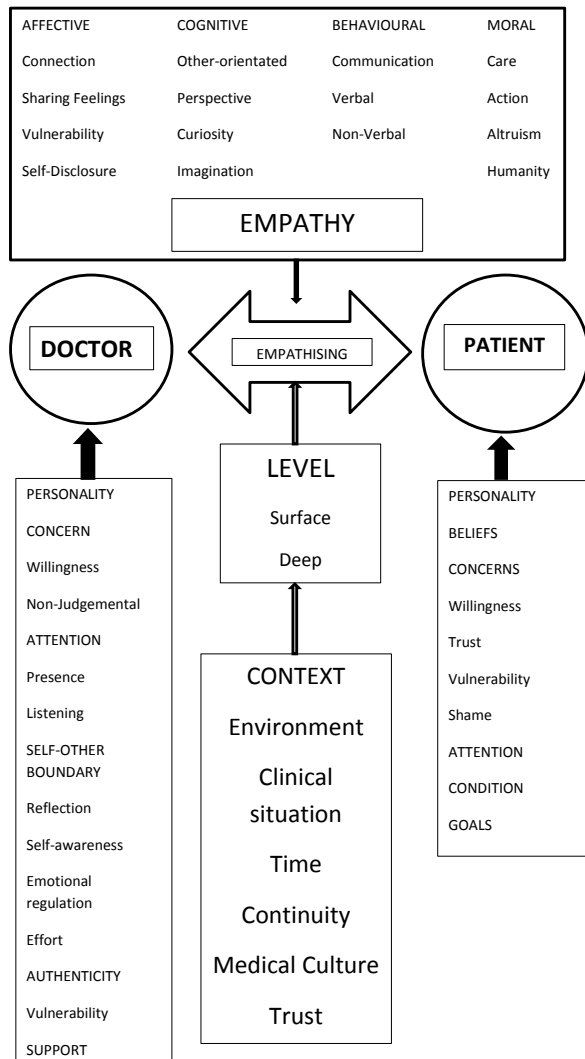 AFFECTIVE COGNITIVE BEHAVIOURAL MORAL
Connection Other-orientated Communication Care
Sharing Feelings Perspective Verbal Action
Vulnerability Curiosity Non-Verbal Altruism
Self-Disclosure Imagination Humanity
EMPATHY
DOCTOR
EMPATHISING
PATIENT
PERSONALITY
CONCERN
Willingness
Non-Judgemental
ATTENTION
Presence
Listening
SELF-OTHER
BOUNDARY
Reflection
Self-awareness
Emotional
regulation
Effort
AUTHENTICITY
Vulnerability
SUPPORT
LEVEL
Surface
Deep
CONTEXT
Environment
Clinical
situation
Time
Continuity
Medical Culture
Trust
PERSONALITY
BELIEFS
CONCERNS
Willingness
Trust
Vulnerability
Shame
ATTENTION
CONDITION
GOALS